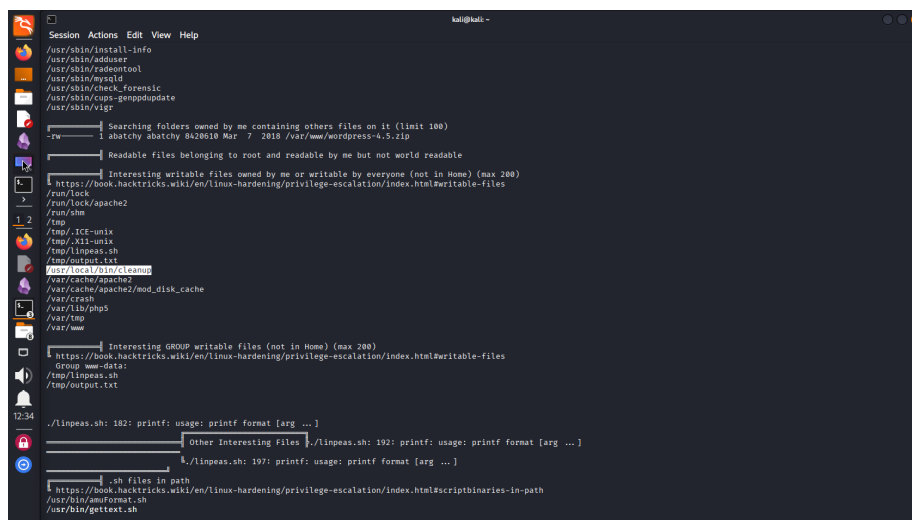 kali@kali: ~
Session Actions Edit View Help
/usr/sbin/install-info
/usr/sbin/adduser
/usr/sbin/radeontool
/usr/sbin/mysqld
/usr/sbin/check_forensic
/usr/sbin/cups-genppdupdate
/usr/sbin/vigr
Searching folders owned by me containing others files on it (limit 100)
-rw------- 1 abatchy abatchy 8420610 Mar  7  2018 /var/www/wordpress-4.5.zip
Readable files belonging to root and readable by me but not world readable
Interesting writable files owned by me or writable by everyone (not in Home) (max 200)
https://book.hacktricks.wiki/en/linux-hardening/privilege-escalation/index.html#writable-files
/run/lock
/run/lock/apache2
/run/shm
/tmp
/tmp/.ICE-unix
/tmp/.X11-unix
/tmp/linpeas.sh
/tmp/output.txt
/usr/local/bin/cleanup
/var/cache/apache2
/var/cache/apache2/mod_disk_cache
/var/crash
/var/lib/php5
/var/tmp
/var/www
Interesting GROUP writable files (not in Home) (max 200)
https://book.hacktricks.wiki/en/linux-hardening/privilege-escalation/index.html#writable-files
Group www-data:
/tmp/linpeas.sh
/tmp/output.txt
./linpeas.sh: 182: printf: usage: printf format [arg ...]
Other Interesting Files ./linpeas.sh: 192: printf: usage: printf format [arg ...]
./linpeas.sh: 197: printf: usage: printf format [arg ...]
.sh files in path
https://book.hacktricks.wiki/en/linux-hardening/privilege-escalation/index.html#scriptbinaries-in-path
/usr/bin/amuFormat.sh
/usr/bin/gettext.sh
1 2
12:34